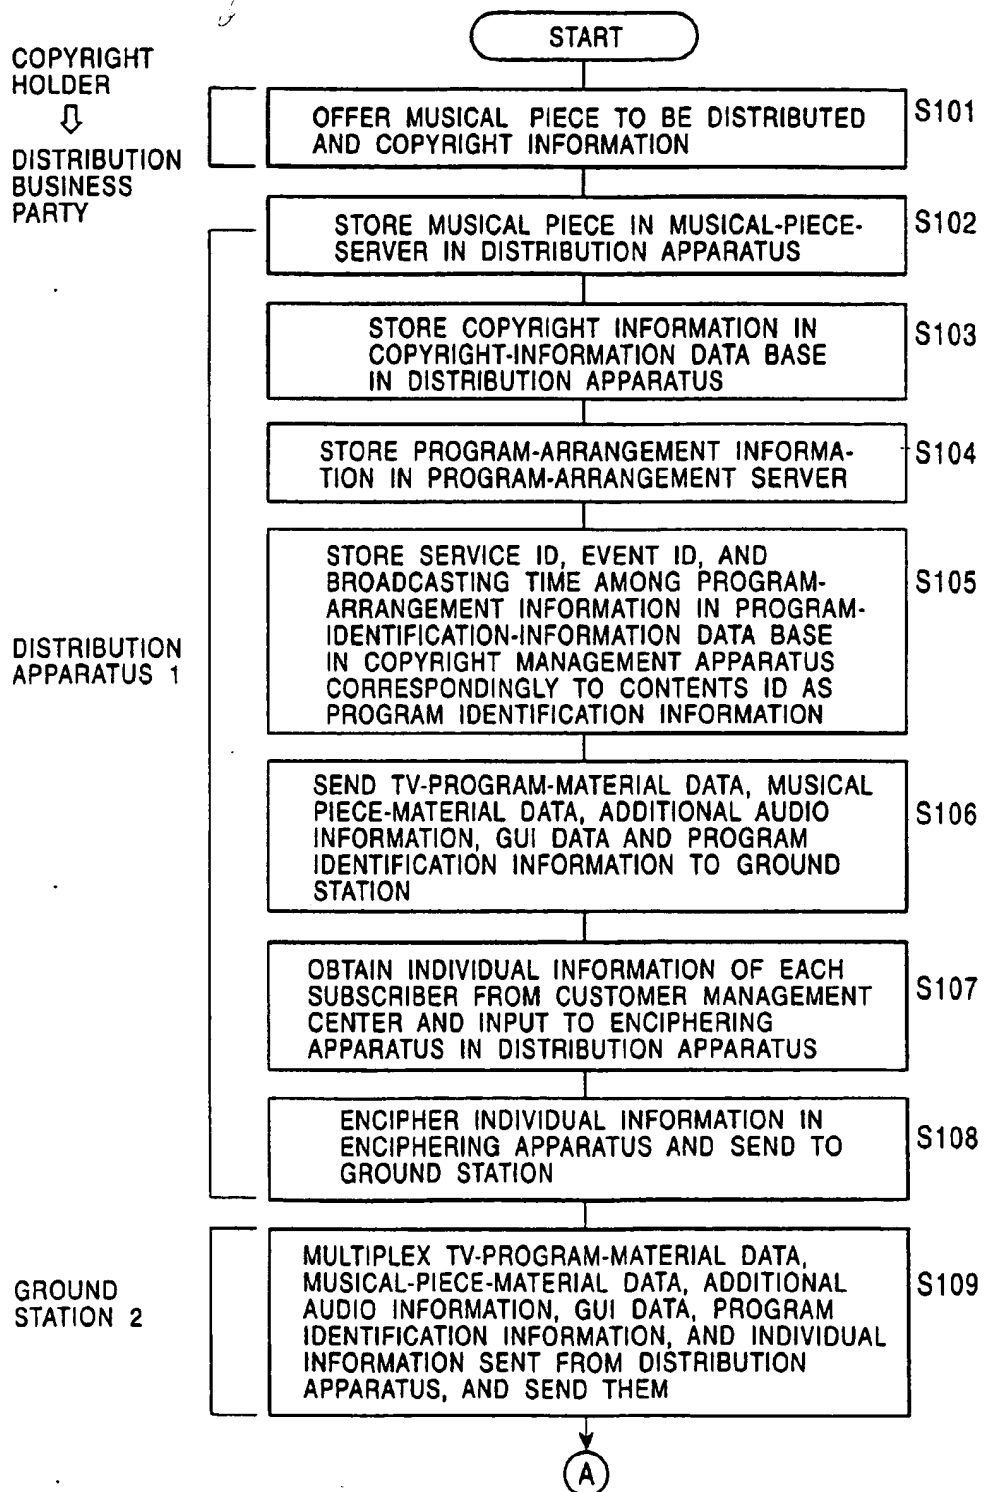 START
COPYRIGHT
HOLDER
⇩
DISTRIBUTION
BUSINESS
PARTY
OFFER MUSICAL PIECE TO BE DISTRIBUTED
AND COPYRIGHT INFORMATION
S101
STORE MUSICAL PIECE IN MUSICAL-PIECE-
SERVER IN DISTRIBUTION APPARATUS
S102
STORE COPYRIGHT INFORMATION IN
COPYRIGHT-INFORMATION DATA BASE
IN DISTRIBUTION APPARATUS
S103
STORE PROGRAM-ARRANGEMENT INFORMA-
TION IN PROGRAM-ARRANGEMENT SERVER
S104
DISTRIBUTION
APPARATUS 1
STORE SERVICE ID, EVENT ID, AND
BROADCASTING TIME AMONG PROGRAM-
ARRANGEMENT INFORMATION IN PROGRAM-
IDENTIFICATION-INFORMATION DATA BASE
IN COPYRIGHT MANAGEMENT APPARATUS
CORRESPONDINGLY TO CONTENTS ID AS
PROGRAM IDENTIFICATION INFORMATION
S105
SEND TV-PROGRAM-MATERIAL DATA, MUSICAL
PIECE-MATERIAL DATA, ADDITIONAL AUDIO
INFORMATION, GUI DATA AND PROGRAM
IDENTIFICATION INFORMATION TO GROUND
STATION
S106
OBTAIN INDIVIDUAL INFORMATION OF EACH
SUBSCRIBER FROM CUSTOMER MANAGEMENT
CENTER AND INPUT TO ENCIPHERING
APPARATUS IN DISTRIBUTION APPARATUS
S107
ENCIPHER INDIVIDUAL INFORMATION IN
ENCIPHERING APPARATUS AND SEND TO
GROUND STATION
S108
GROUND
STATION 2
MULTIPLEX TV-PROGRAM-MATERIAL DATA,
MUSICAL-PIECE-MATERIAL DATA, ADDITIONAL
AUDIO INFORMATION, GUI DATA, PROGRAM
IDENTIFICATION INFORMATION, AND INDIVIDUAL
INFORMATION SENT FROM DISTRIBUTION
APPARATUS, AND SEND THEM
S109
A